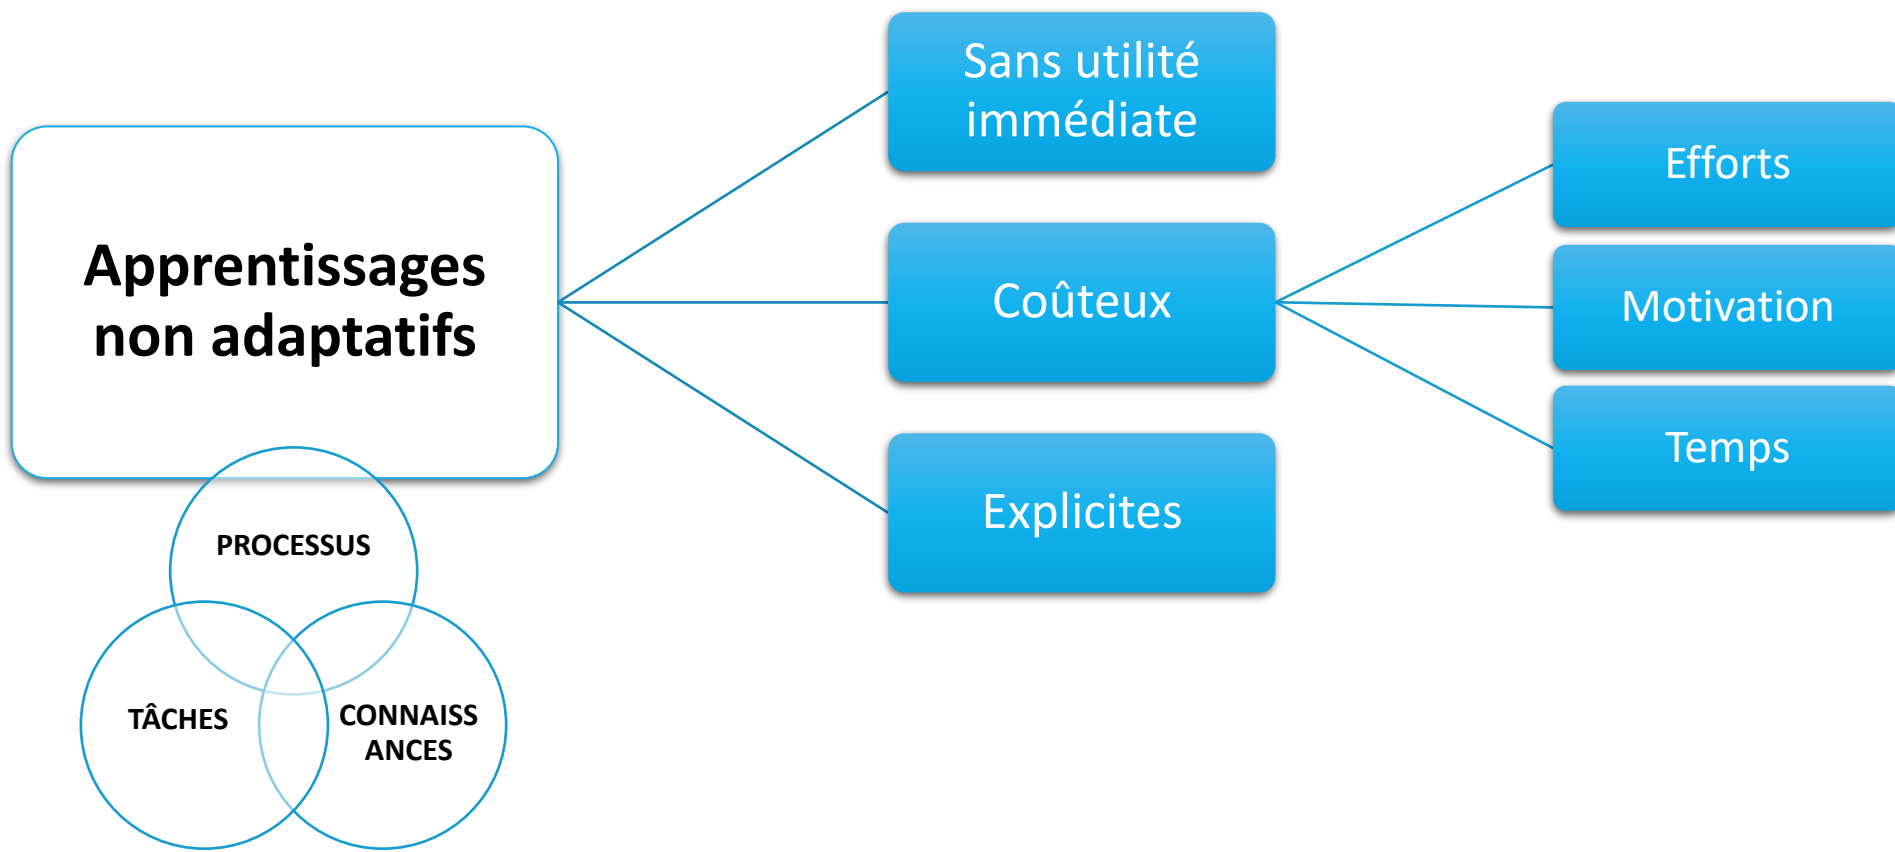 Apprentissages
non adaptatifs
Sans utilité
immédiate
Coûteux
Explicites
Efforts
Motivation
Temps
PROCESSUS
TÂCHES
CONNAISS
ANCES